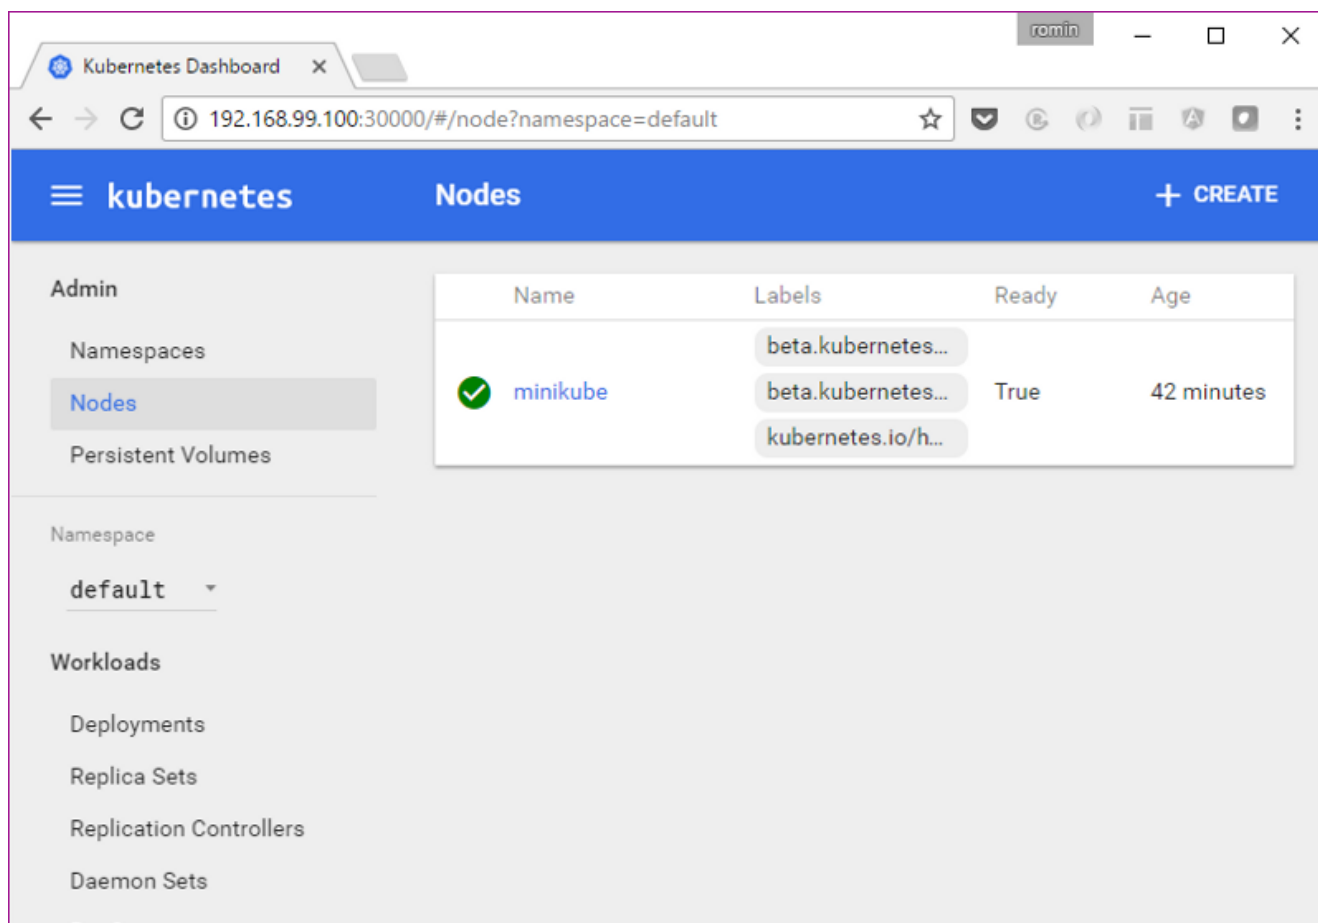 romin
Kubernetes Dashboard
192.168.99.100:30000/#/node?namespace=default
kubernetes
Nodes
+ CREATE
Admin
Namespaces
Nodes
Persistent Volumes
Namespace
default
Workloads
Deployments
Replica Sets
Replication Controllers
Daemon Sets
Name Labels Ready Age
beta.kubernetes...
minikube beta.kubernetes... True 42 minutes
kubernetes.io/h...